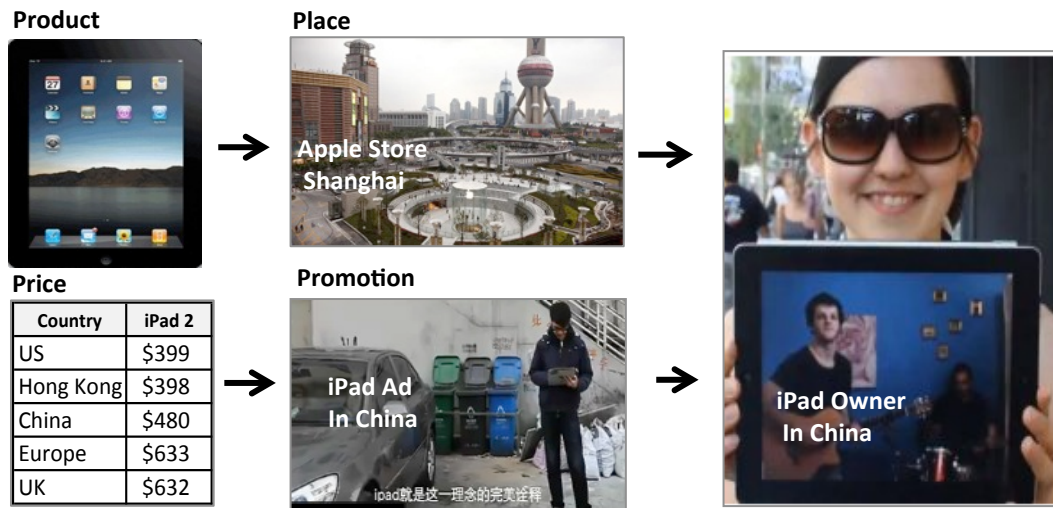 Product
Place
27
Apple Store
Shanghai
Price
Promotion
Country iPad 2
US $399
Hong Kong $398
China $480
Europe $633
UK $632
iPad Ad
In China
ipad就是这一理念的完美诠释
iPad Owner
In China